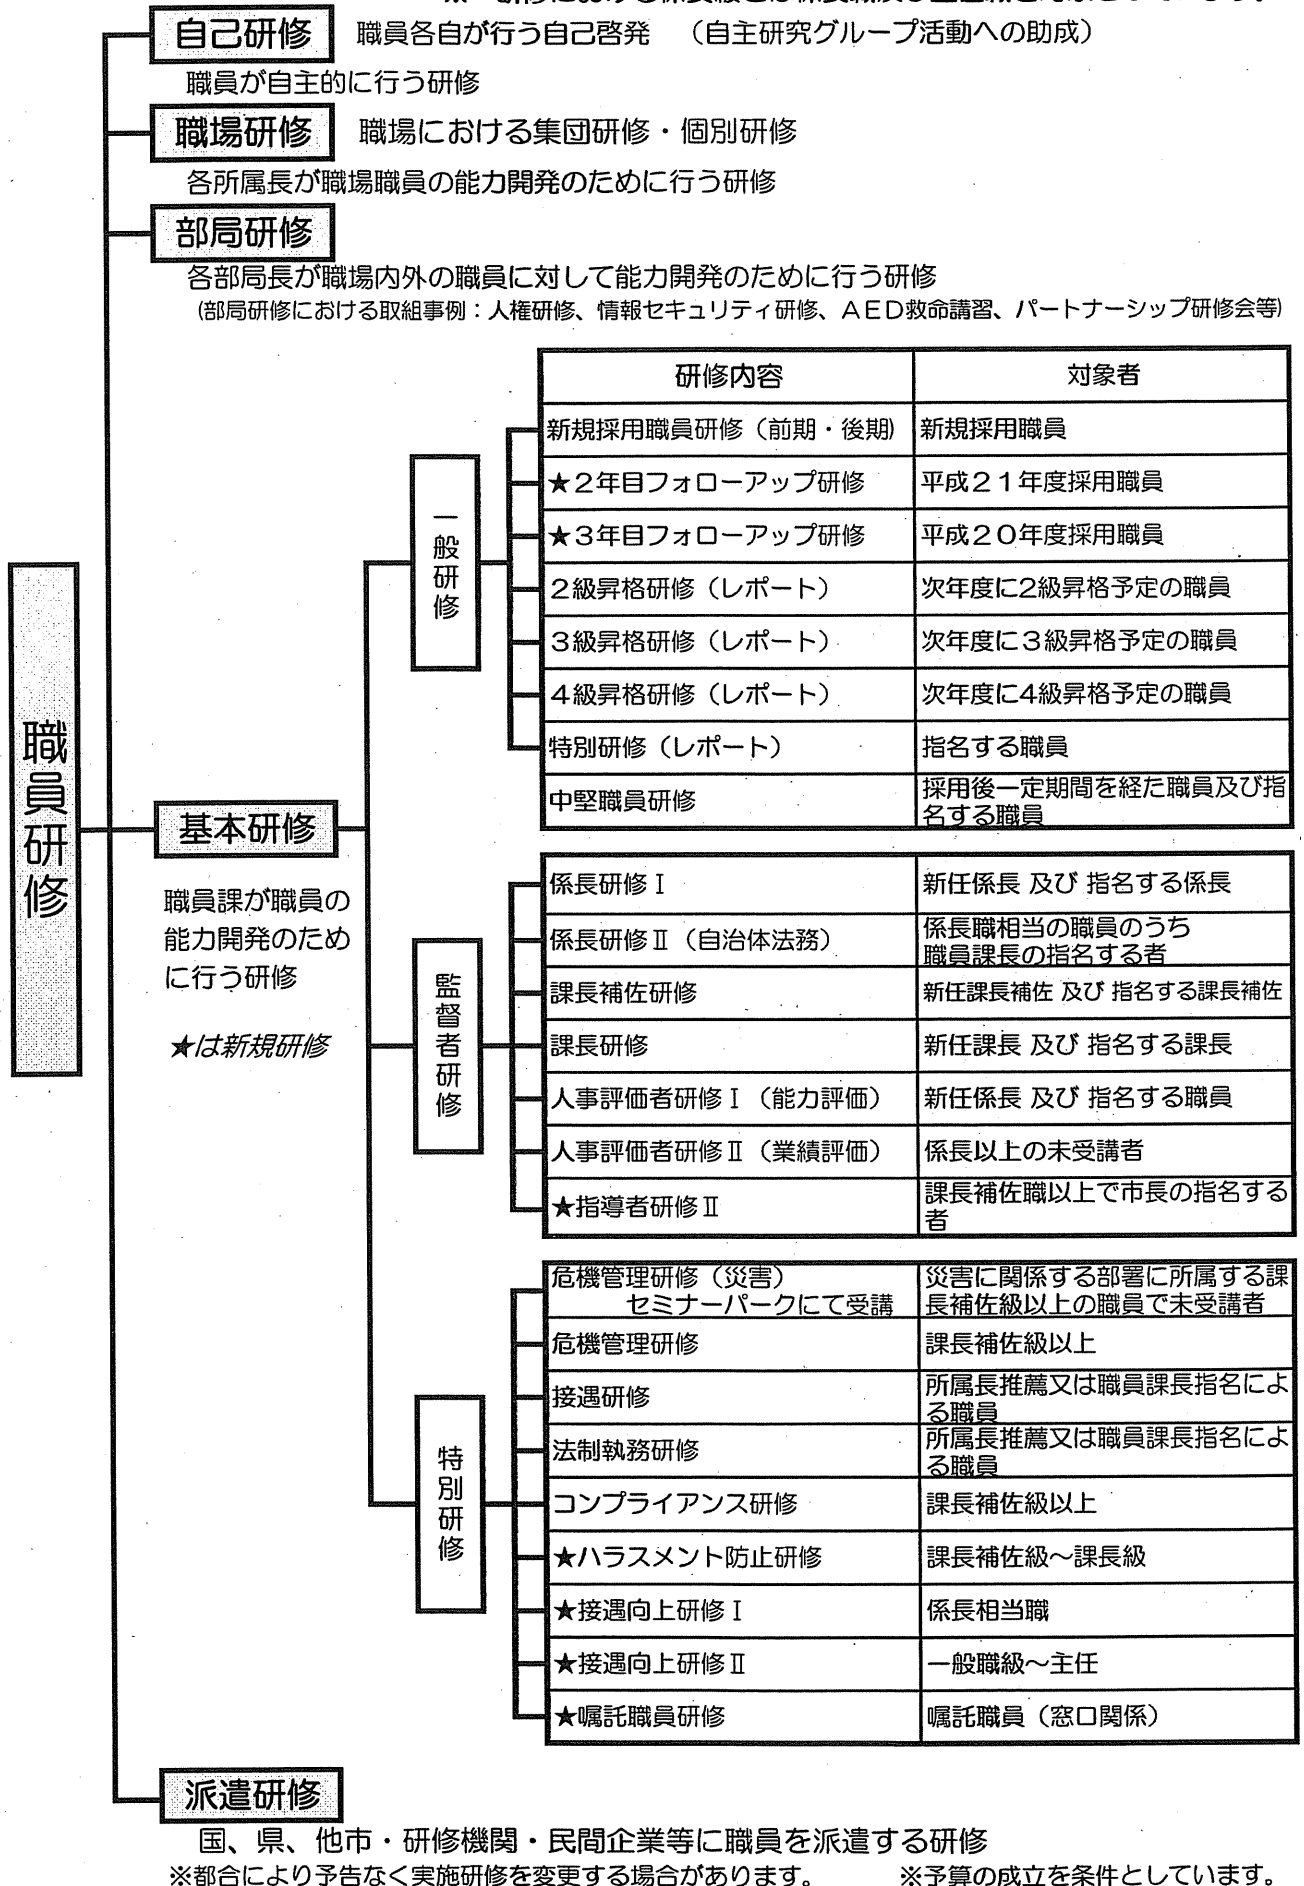 自己研修　職員各自が行う自己啓発　（自主研究グループ活動への助成）
職員が自主的に行う研修
職場研修　職場における集団研修・個別研修
各所属長が職場職員の能力開発のために行う研修
部局研修
各部局長が職場内外の職員に対して能力開発のために行う研修
(部局研修における取組事例：人権研修、情報セキュリティ研修、ＡＥＤ救命講習、パートナーシップ研修会等)
職員研修
基本研修
職員課が職員の
能力開発のため
に行う研修
★は新規研修
研修内容　対象者
一般研修
新規採用職員研修（前期・後期)　新規採用職員
★２年目フォローアップ研修　平成２１年度採用職員
★３年目フォローアップ研修　平成２０年度採用職員
２級昇格研修（レポート）　次年度に2級昇格予定の職員
３級昇格研修（レポート）　次年度に３級昇格予定の職員
４級昇格研修（レポート）　次年度に4級昇格予定の職員
特別研修（レポート）　指名する職員
中堅職員研修　採用後一定期間を経た職員及び指
名する職員
監督者研修
係長研修Ⅰ　新任係長 及び 指名する係長
係長研修Ⅱ（自治体法務）　係長職相当の職員のうち
職員課長の指名する者
課長補佐研修　新任課長補佐 及び 指名する課長補佐
課長研修　新任課長 及び 指名する課長
人事評価者研修Ⅰ（能力評価）　新任係長 及び 指名する職員
人事評価者研修Ⅱ（業績評価）　係長以上の未受講者
★指導者研修Ⅱ　課長補佐職以上で市長の指名する
者
特別研修
危機管理研修（災害）　災害に関係する部署に所属する課
セミナーパークにて受講　長補佐級以上の職員で未受講者
危機管理研修　課長補佐級以上
接遇研修　所属長推薦又は職員課長指名によ
る職員
法制執務研修　所属長推薦又は職員課長指名によ
る職員
コンプライアンス研修　課長補佐級以上
★ハラスメント防止研修　課長補佐級～課長級
★接遇向上研修Ⅰ　係長相当職
★接遇向上研修Ⅱ　一般職級～主任
★嘱託職員研修　嘱託職員（窓口関係）
派遣研修
国、県、他市・研修機関・民間企業等に職員を派遣する研修
※都合により予告なく実施研修を変更する場合があります。　※予算の成立を条件としています。